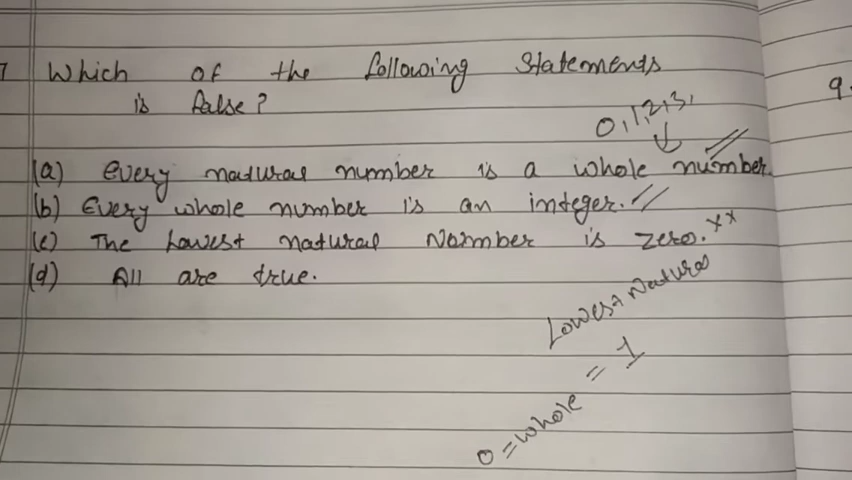 7 Which of the following Statements
is false?
0,1,2,3,
(a) Every natural number is a whole number.
(b) Every whole number is an integer.
(c) The Lowest natural Number is zero. xx
(d) All are true.
Lowest Natural
= 1
0 = whole
9.